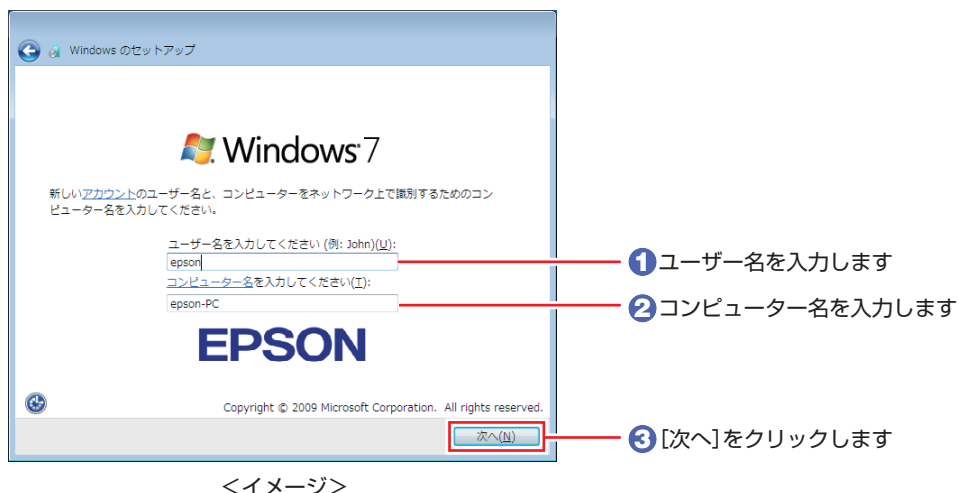 Windows のセットアップ
Windows 7
新しいアカウントのユーザー名と、コンピューターをネットワーク上で識別するためのコン
ピューター名を入力してください。
ユーザー名を入力してください (例: John)(U):
epson
コンピューター名を入力してください(T):
epson-PC
EPSON
Copyright © 2009 Microsoft Corporation. All rights reserved.
次へ(N)
1 ユーザー名を入力します
2 コンピューター名を入力します
3 [次へ]をクリックします
＜イメージ＞